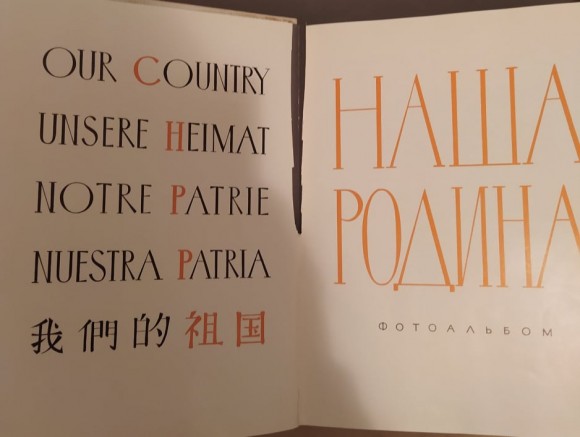 OUR COUNTRY
UNSERE HEIMAT
NOTRE PATRIE
NUESTRA PATRIA
我們的祖国
НАША
РОДИНА
ФОТОАЛЬБОМ